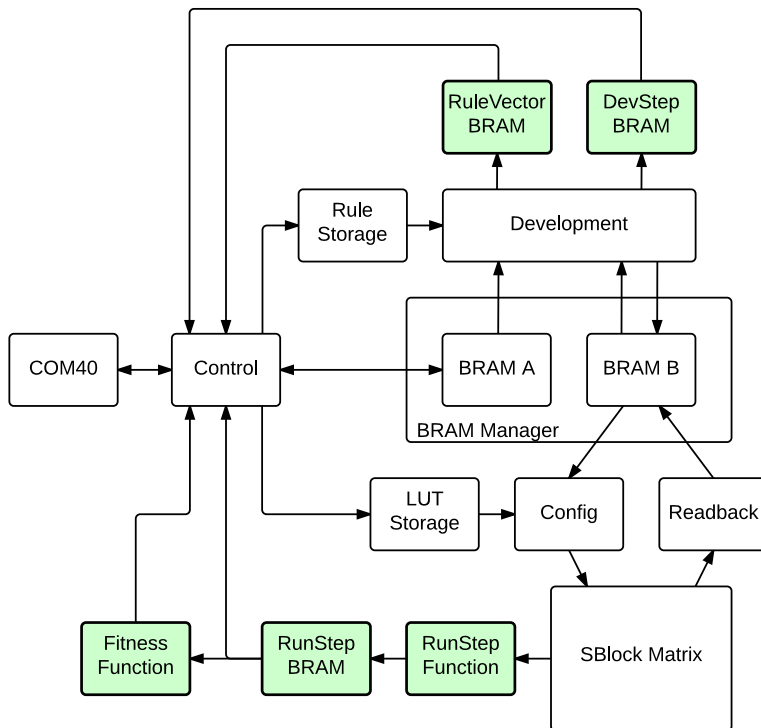 RuleVector
BRAM
DevStep
BRAM
Rule
Storage
Development
COM40
Control
BRAM A
BRAM B
BRAM Manager
LUT
Storage
Config
Readback
Fitness
Function
RunStep
BRAM
RunStep
Function
SBlock Matrix